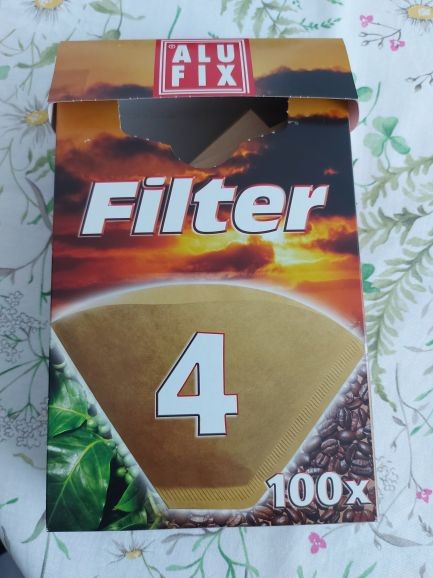 ® ALU
FIX
Filter
4
100x